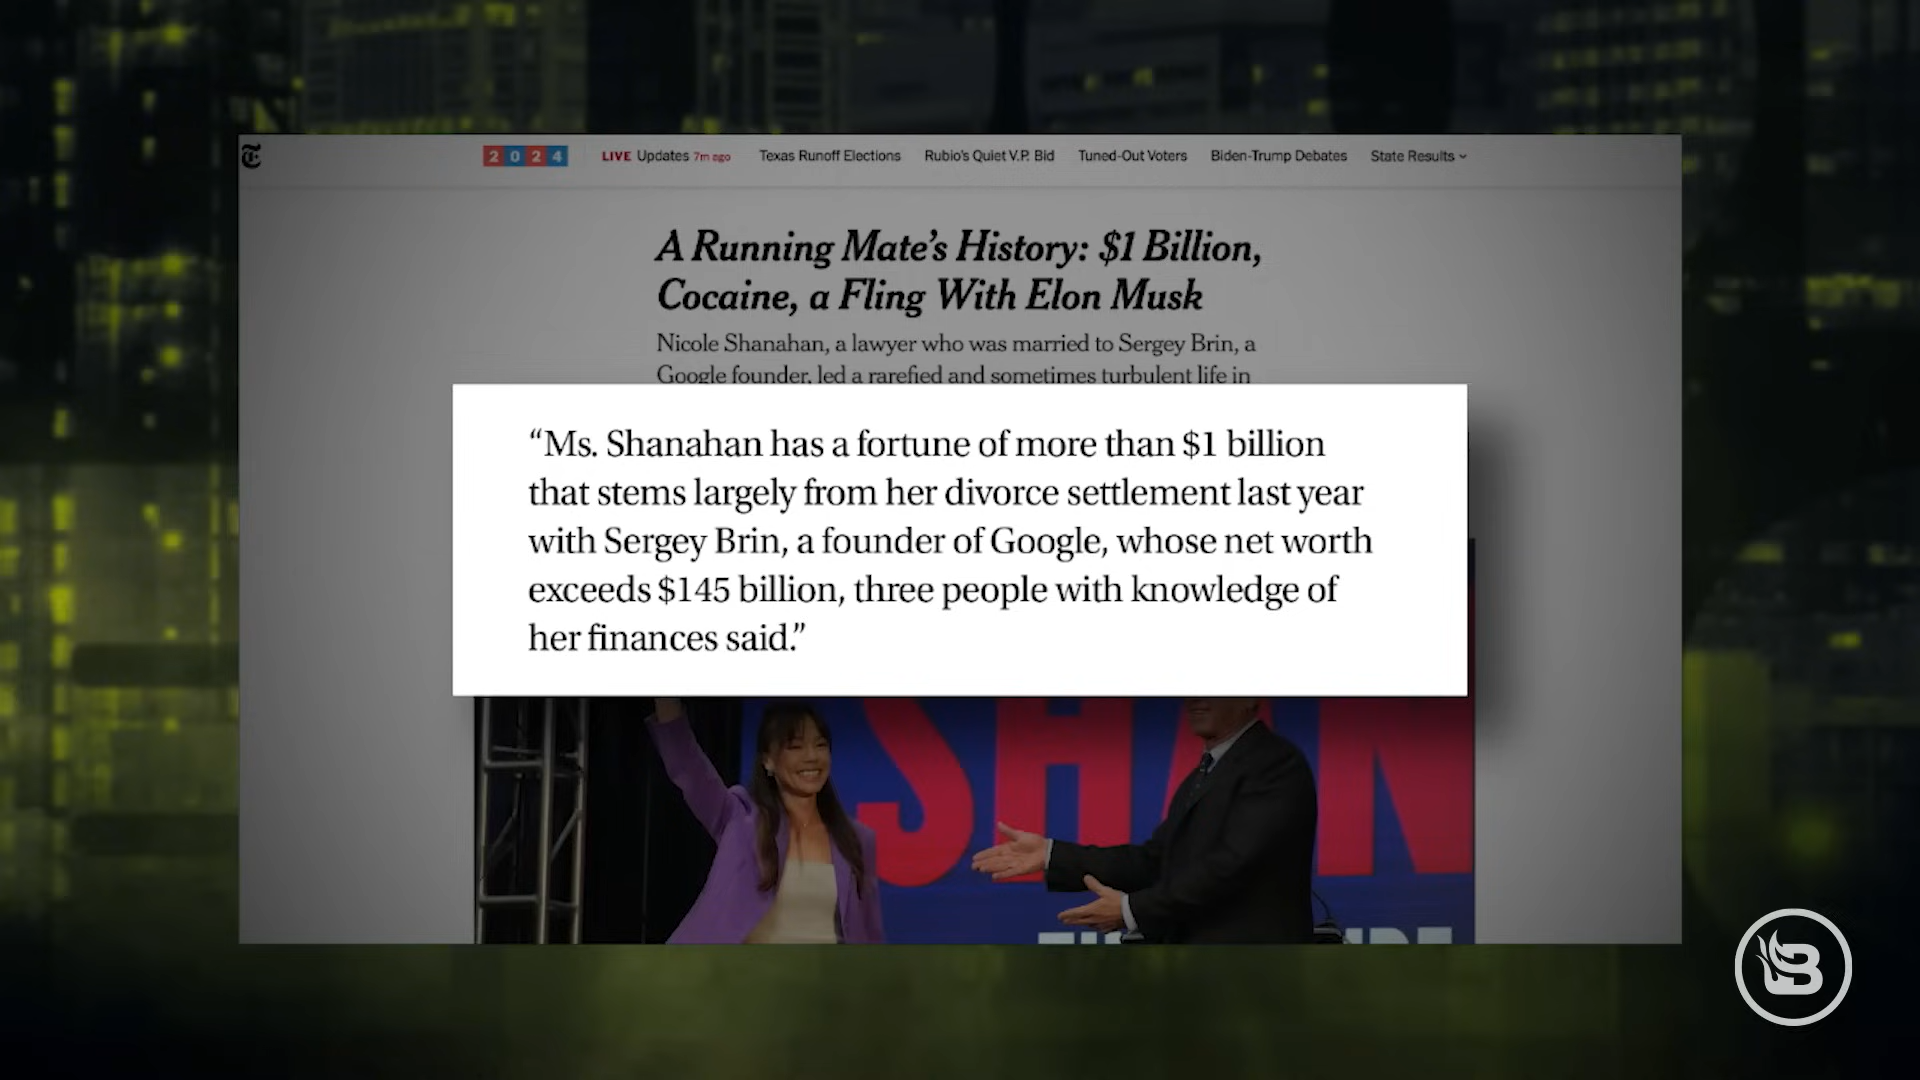 2024
LIVE Updates 7m ago
Texas Runoff Elections
Rubio's Quiet V.P. Bid
Tuned-Out Voters
Biden-Trump Debates
State Results
A Running Mate's History: $1 Billion,
Cocaine, a Fling With Elon Musk
Nicole Shanahan, a lawyer who was married to Sergey Brin, a
Google founder, led a rarefied and sometimes turbulent life in
“Ms. Shanahan has a fortune of more than $1 billion
that stems largely from her divorce settlement last year
with Sergey Brin, a founder of Google, whose net worth
exceeds $145 billion, three people with knowledge of
her finances said.”
SHAN
B